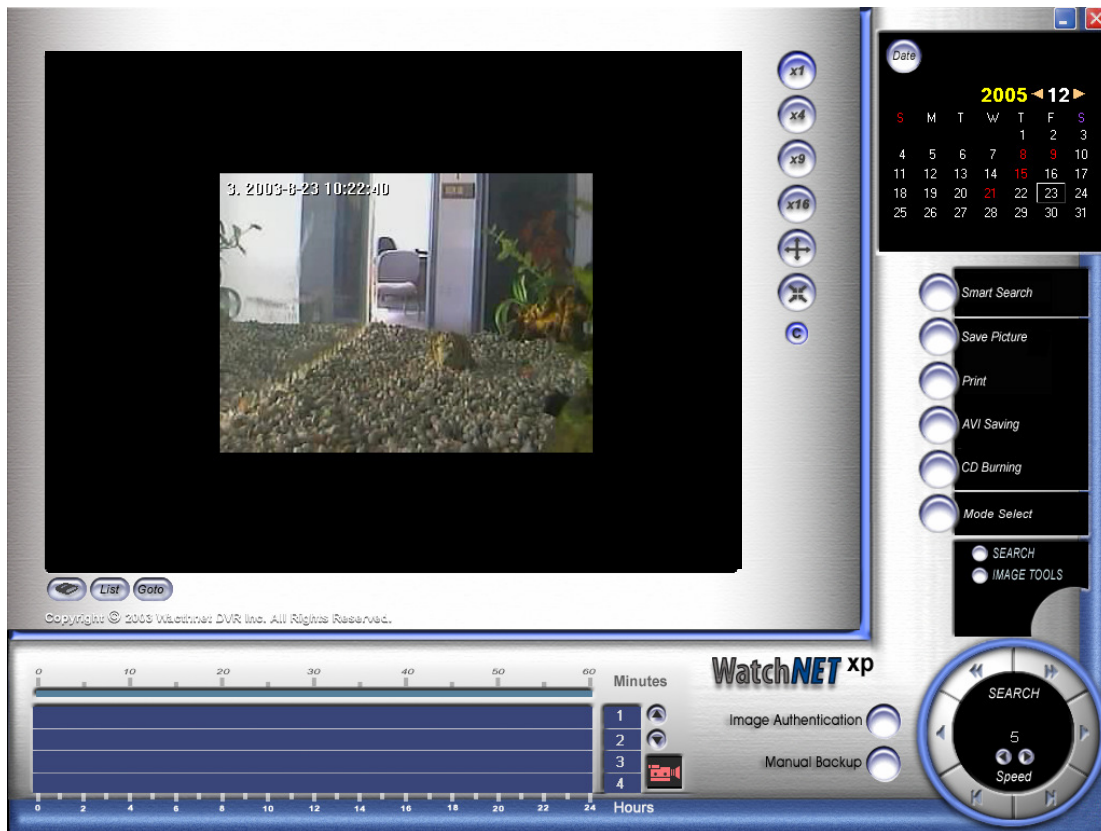 Date
2005 12
S M T W T F S
1 2 3
4 5 6 7 8 9 10
11 12 13 14 15 16 17
18 19 20 21 22 23 24
25 26 27 28 29 30 31
3. 2003-8-23 10:22:40
x1
x4
x9
x16
C
Smart Search
Save Picture
Print
AVI Saving
CD Burning
Mode Select
SEARCH
IMAGE TOOLS
List Goto
Copyright © 2003 Wacthnet DVR Inc. All Rights Reserved.
0 10 20 30 40 50 60 Minutes
1
2
3
4
0 2 4 6 8 10 12 14 16 18 20 22 24 Hours
WatchNET xp
Image Authentication
Manual Backup
SEARCH
5
Speed